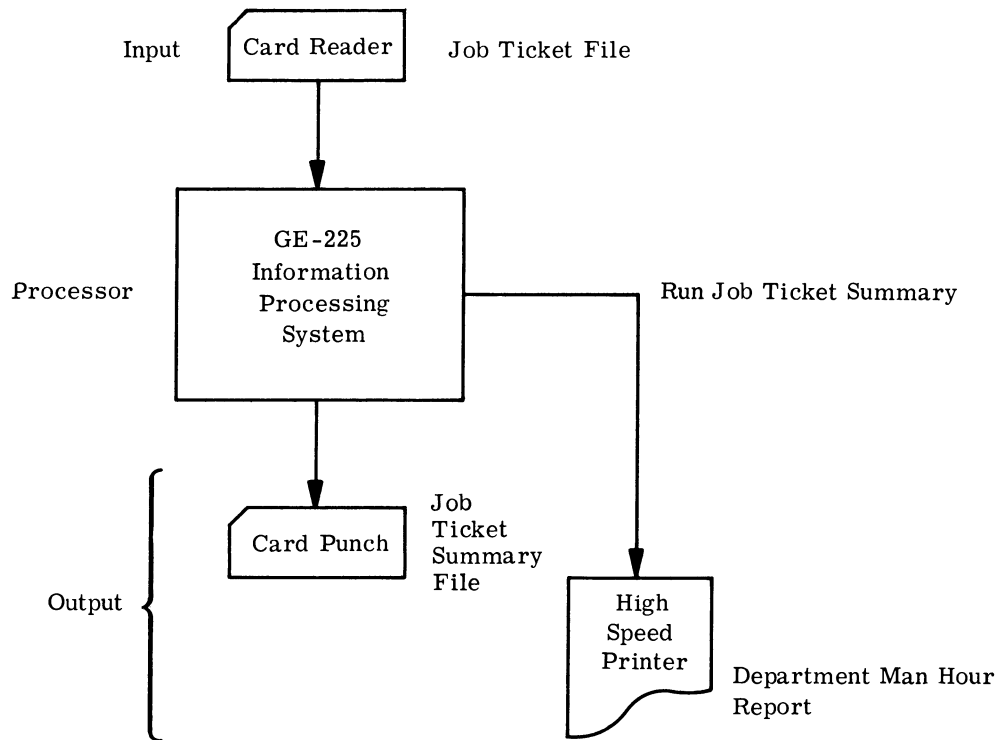 Input
Card Reader
Job Ticket File
GE-225
Information
Processing
System
Processor
Run Job Ticket Summary
Card Punch
Job
Ticket
Summary
File
Output
High
Speed
Printer
Department Man Hour
Report